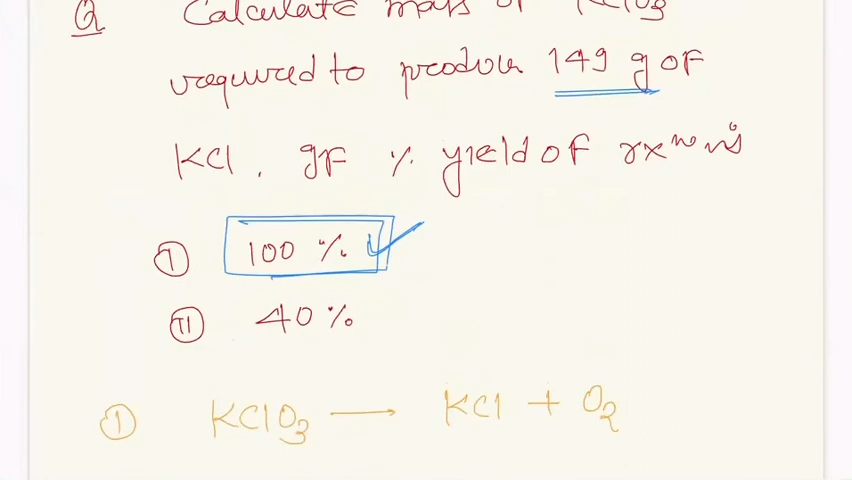 Q Calculate mass of KClO3
required to produce 149 g of
KCl. If % yield of rxn is
I 100 %
II 40 %
I KClO3 → KCl + O2